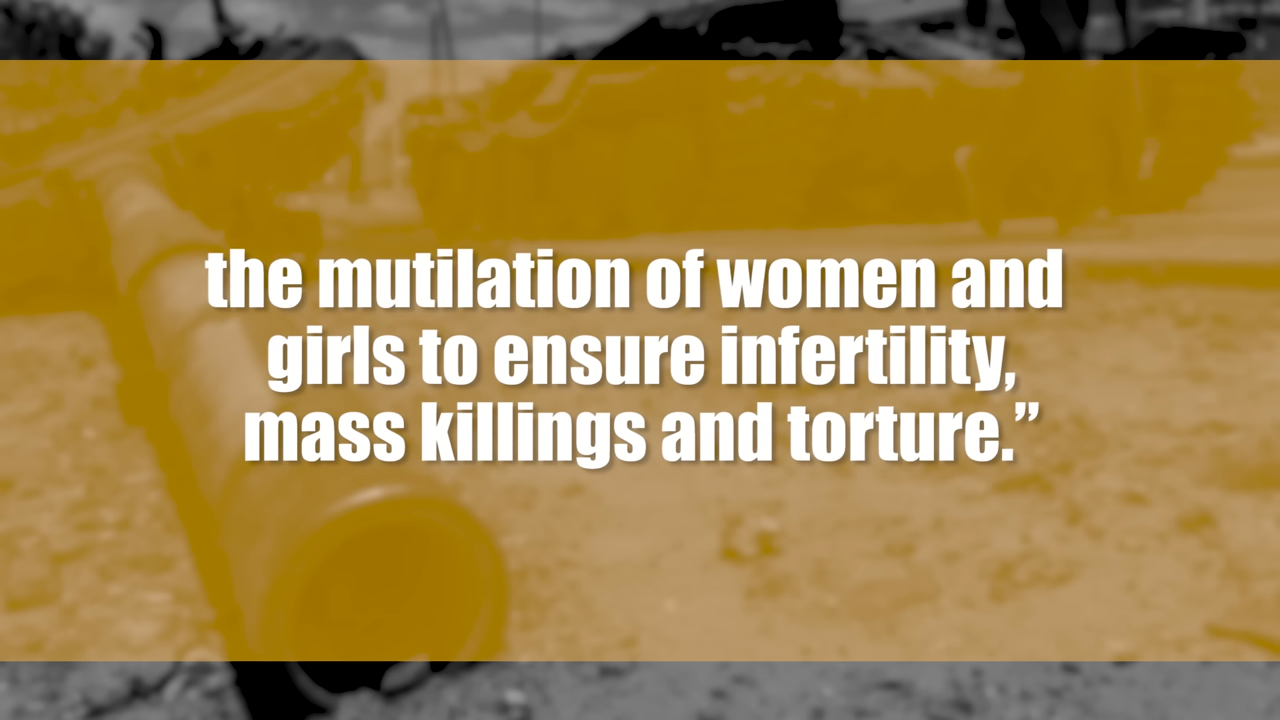 the mutilation of women and
girls to ensure infertility,
mass killings and torture.”